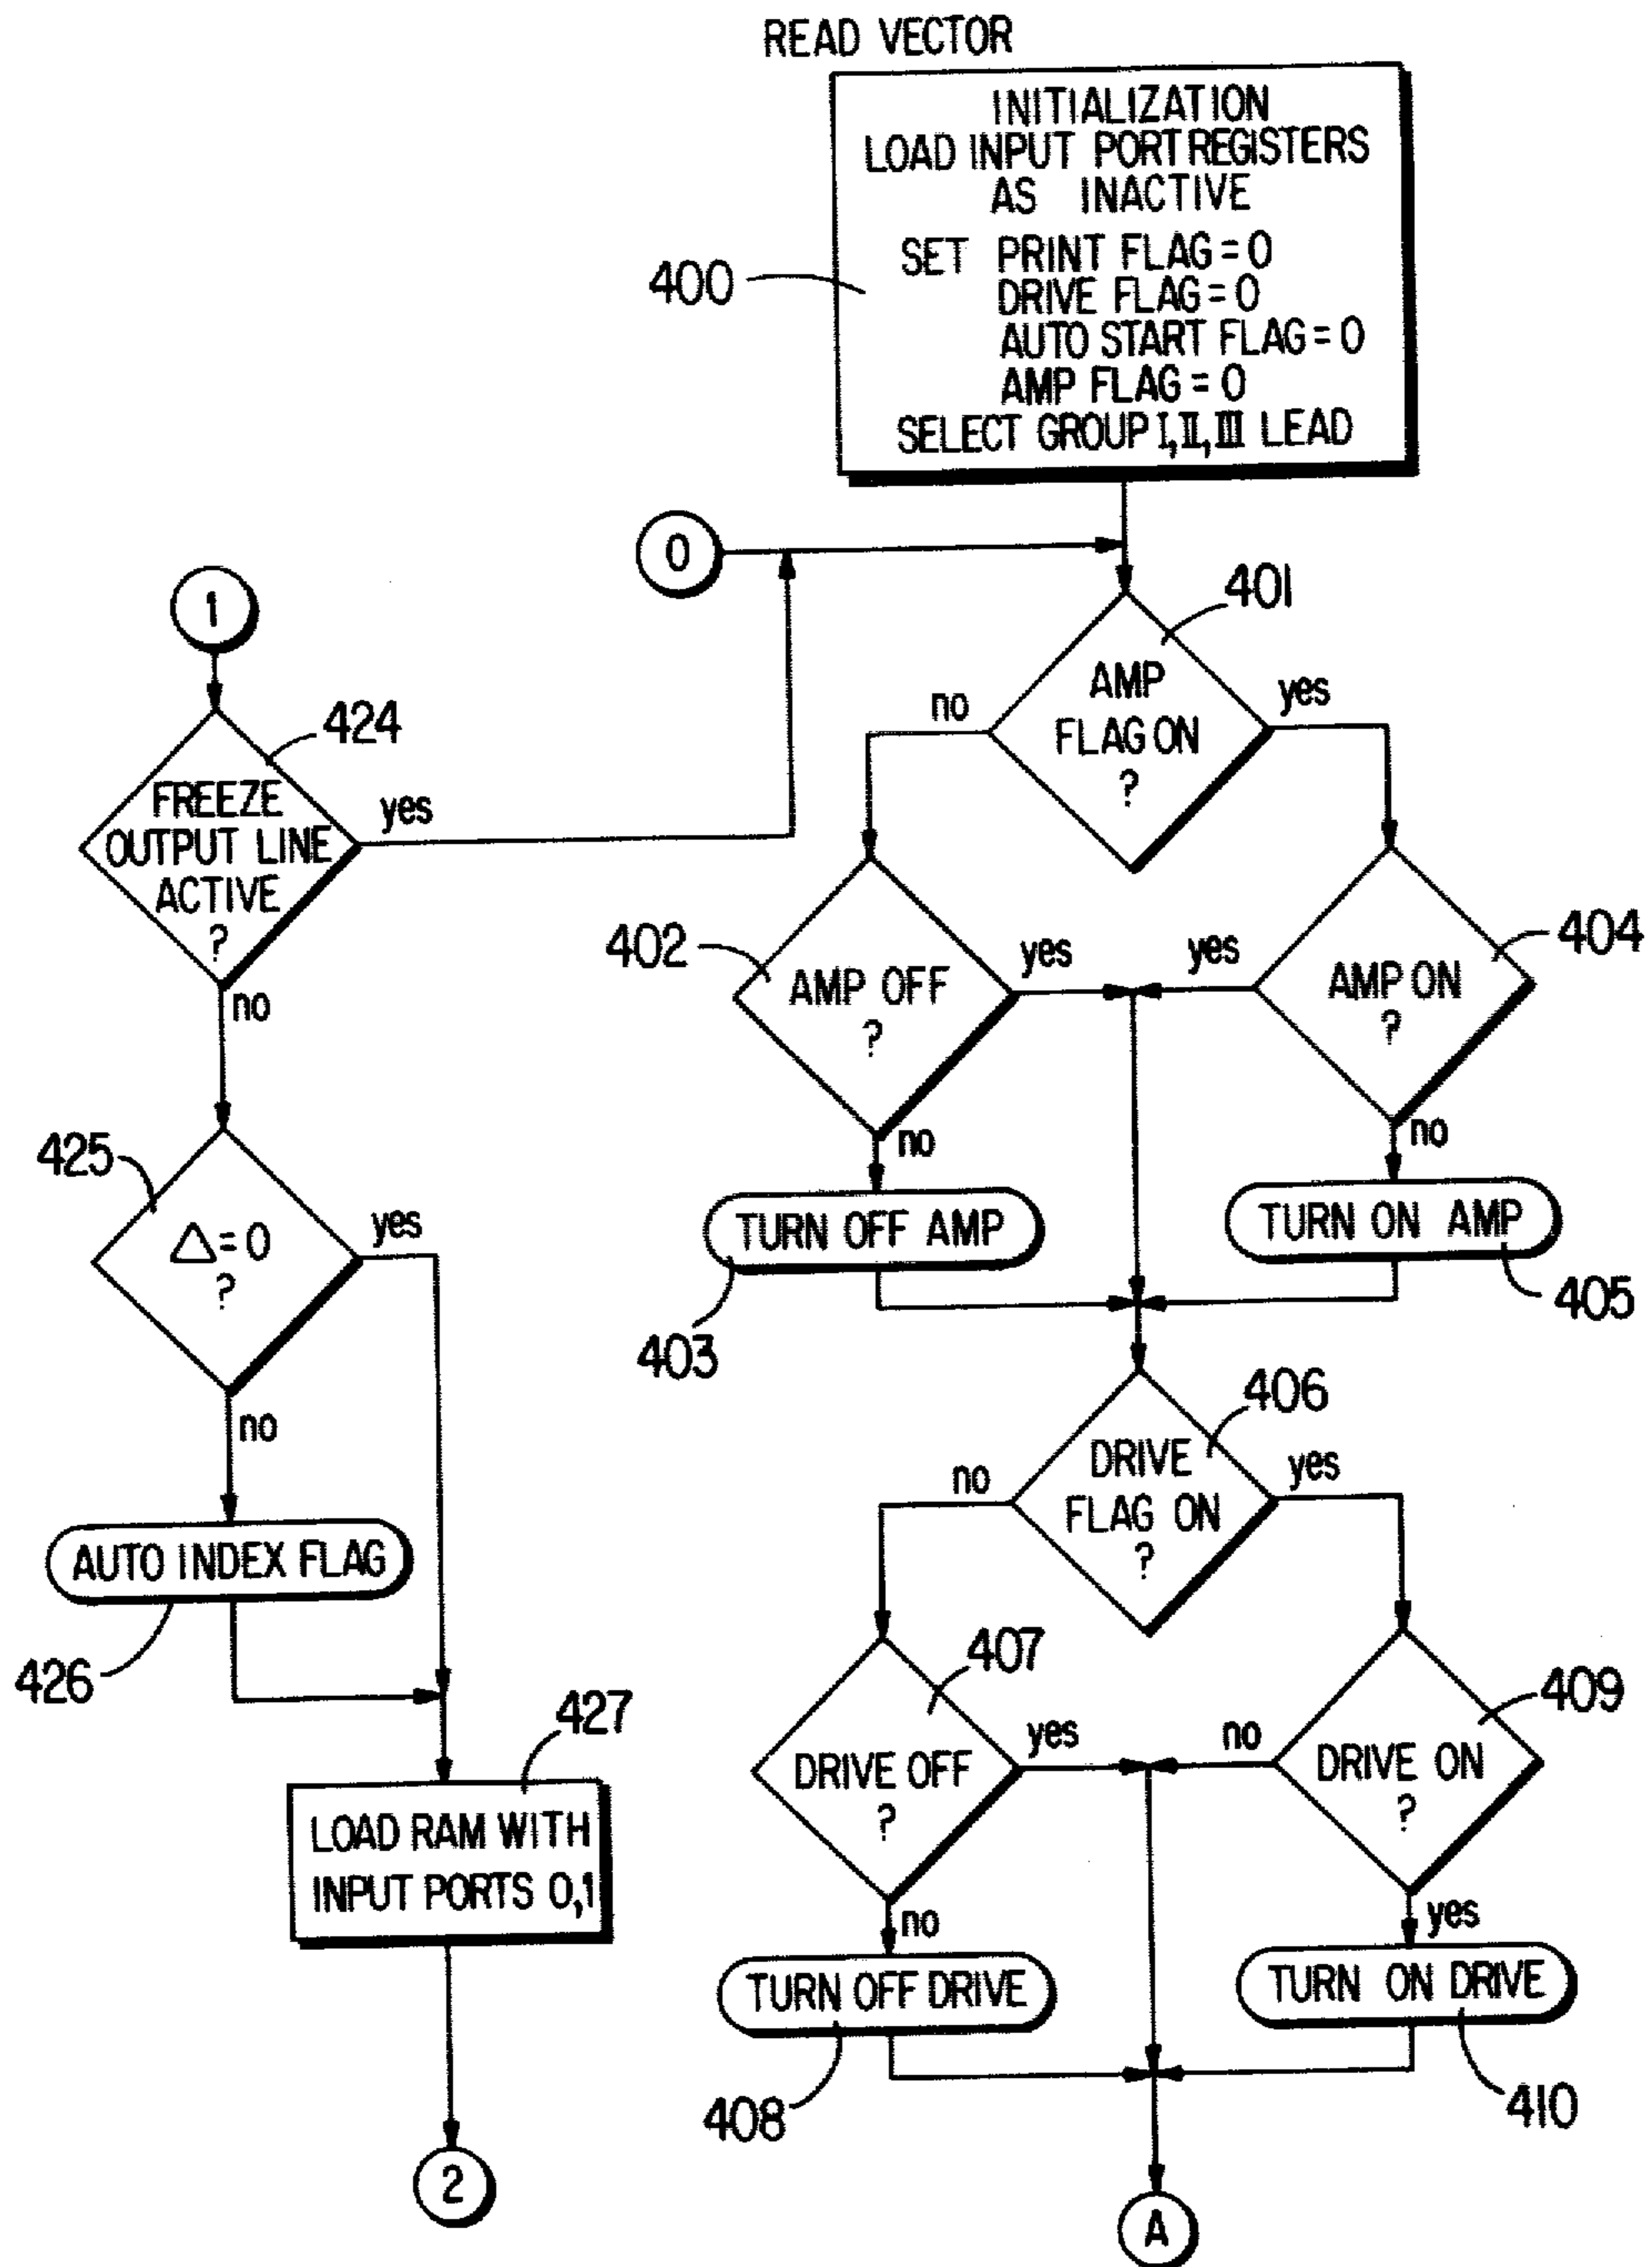 READ VECTOR
INITIALIZATION
LOAD INPUT PORT REGISTERS
AS INACTIVE
SET PRINT FLAG = 0
DRIVE FLAG = 0
AUTO START FLAG = 0
AMP FLAG = 0
SELECT GROUP I, II, III LEAD
400
0
401
AMP
FLAG ON
?
no
yes
402
AMP OFF
?
yes
no
404
AMP ON
?
yes
no
TURN OFF AMP
403
TURN ON AMP
405
406
DRIVE
FLAG ON
?
no
yes
407
DRIVE OFF
?
yes
no
409
DRIVE ON
?
no
yes
TURN OFF DRIVE
408
TURN ON DRIVE
410
A
1
424
FREEZE
OUTPUT LINE
ACTIVE
?
yes
no
425
△ = 0
?
yes
no
AUTO INDEX FLAG
426
427
LOAD RAM WITH
INPUT PORTS 0,1
2